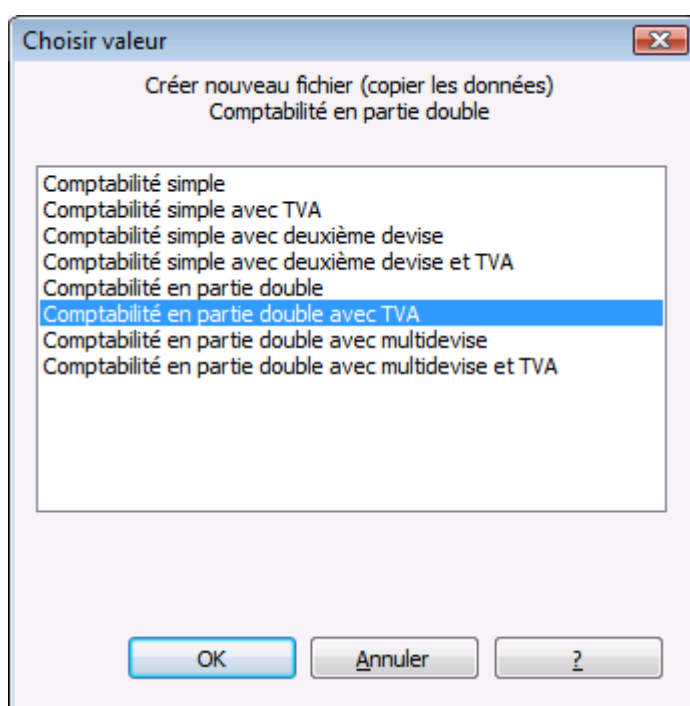 Choisir valeur
Créer nouveau fichier (copier les données)
Comptabilité en partie double
Comptabilité simple
Comptabilité simple avec TVA
Comptabilité simple avec deuxième devise
Comptabilité simple avec deuxième devise et TVA
Comptabilité en partie double
Comptabilité en partie double avec TVA
Comptabilité en partie double avec multidevise
Comptabilité en partie double avec multidevise et TVA
OK Annuler ?